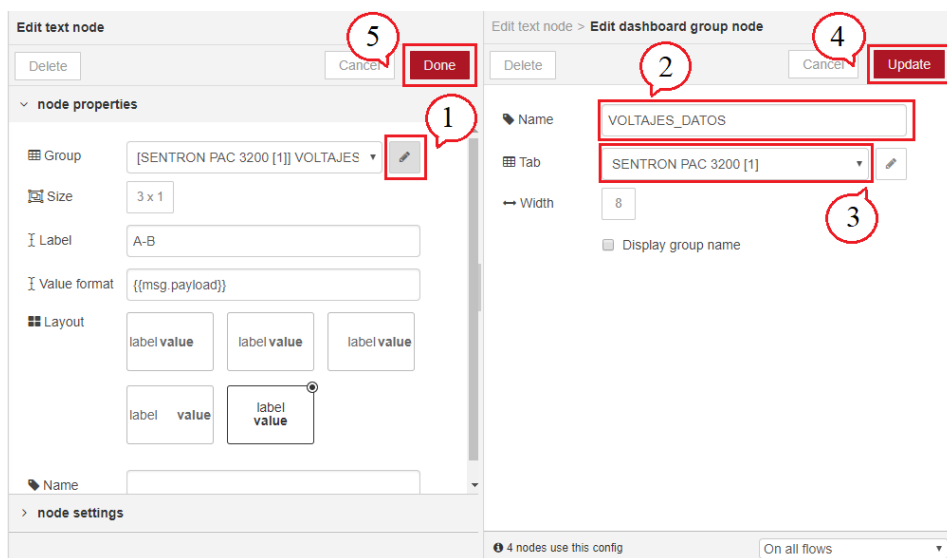 Edit text node
5
Delete
Cancel
Done
node properties
1
Group
[SENTRON PAC 3200 [1]] VOLTAJES
Size
3 x 1
Label
A-B
Value format
{{msg.payload}}
Layout
label value
label value
label value
label value
label
value
Name
node settings
Edit text node > Edit dashboard group node
4
2
Delete
Cancel
Update
Name
VOLTAJES_DATOS
Tab
SENTRON PAC 3200 [1]
3
Width
8
Display group name
4 nodes use this config
On all flows